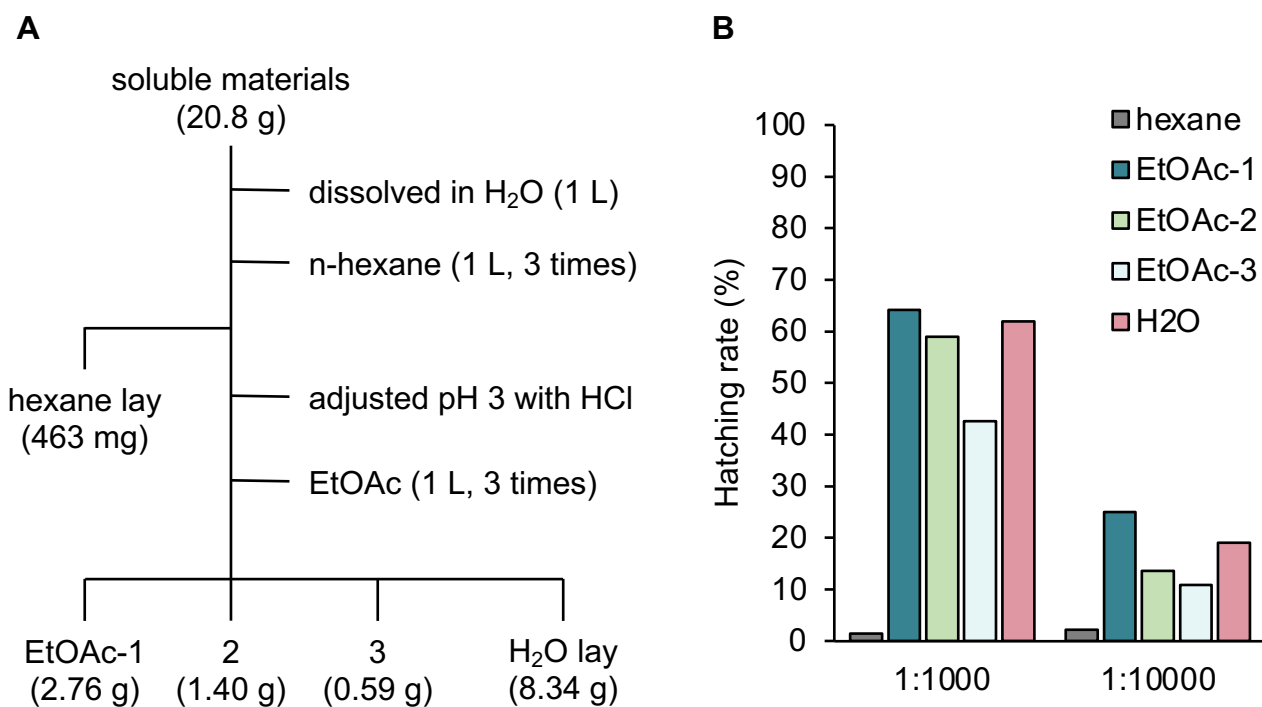 A
soluble materials
(20.8 g)
dissolved in H₂O (1 L)
n-hexane (1 L, 3 times)
hexane lay
(463 mg)
adjusted pH 3 with HCl
EtOAc (1 L, 3 times)
EtOAc-1
(2.76 g)
2
(1.40 g)
3
(0.59 g)
H₂O lay
(8.34 g)
B
Hatching rate (%)
100
90
80
70
60
50
40
30
20
10
0
1:1000
1:10000
hexane
EtOAc-1
EtOAc-2
EtOAc-3
H2O